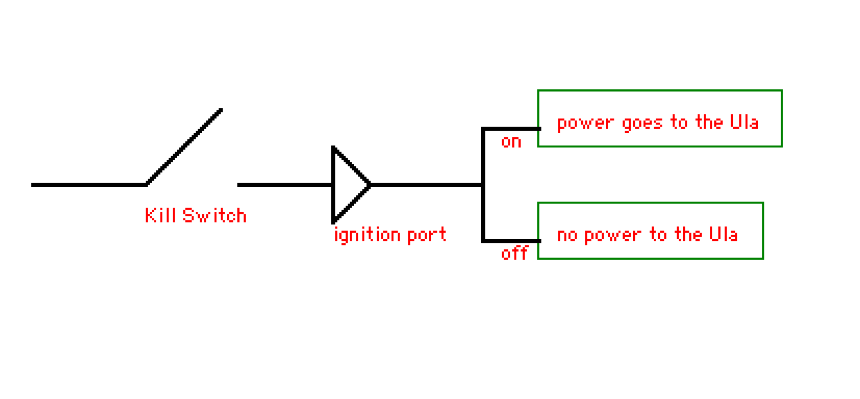 power goes to the Ula
on
Kill Switch
ignition port
no power to the Ula
off